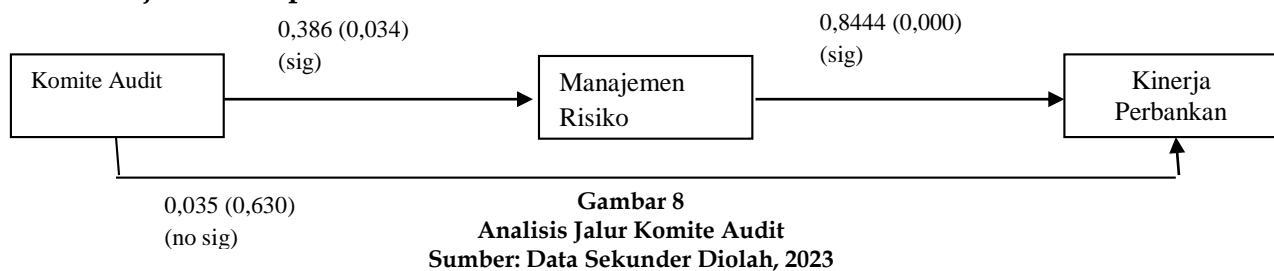 0,386 (0,034)
(sig)
0,8444 (0,000)
(sig)
Komite Audit
Manajemen
Risiko
Kinerja
Perbankan
0,035 (0,630)
(no sig)
Gambar 8
Analisis Jalur Komite Audit
Sumber: Data Sekunder Diolah, 2023